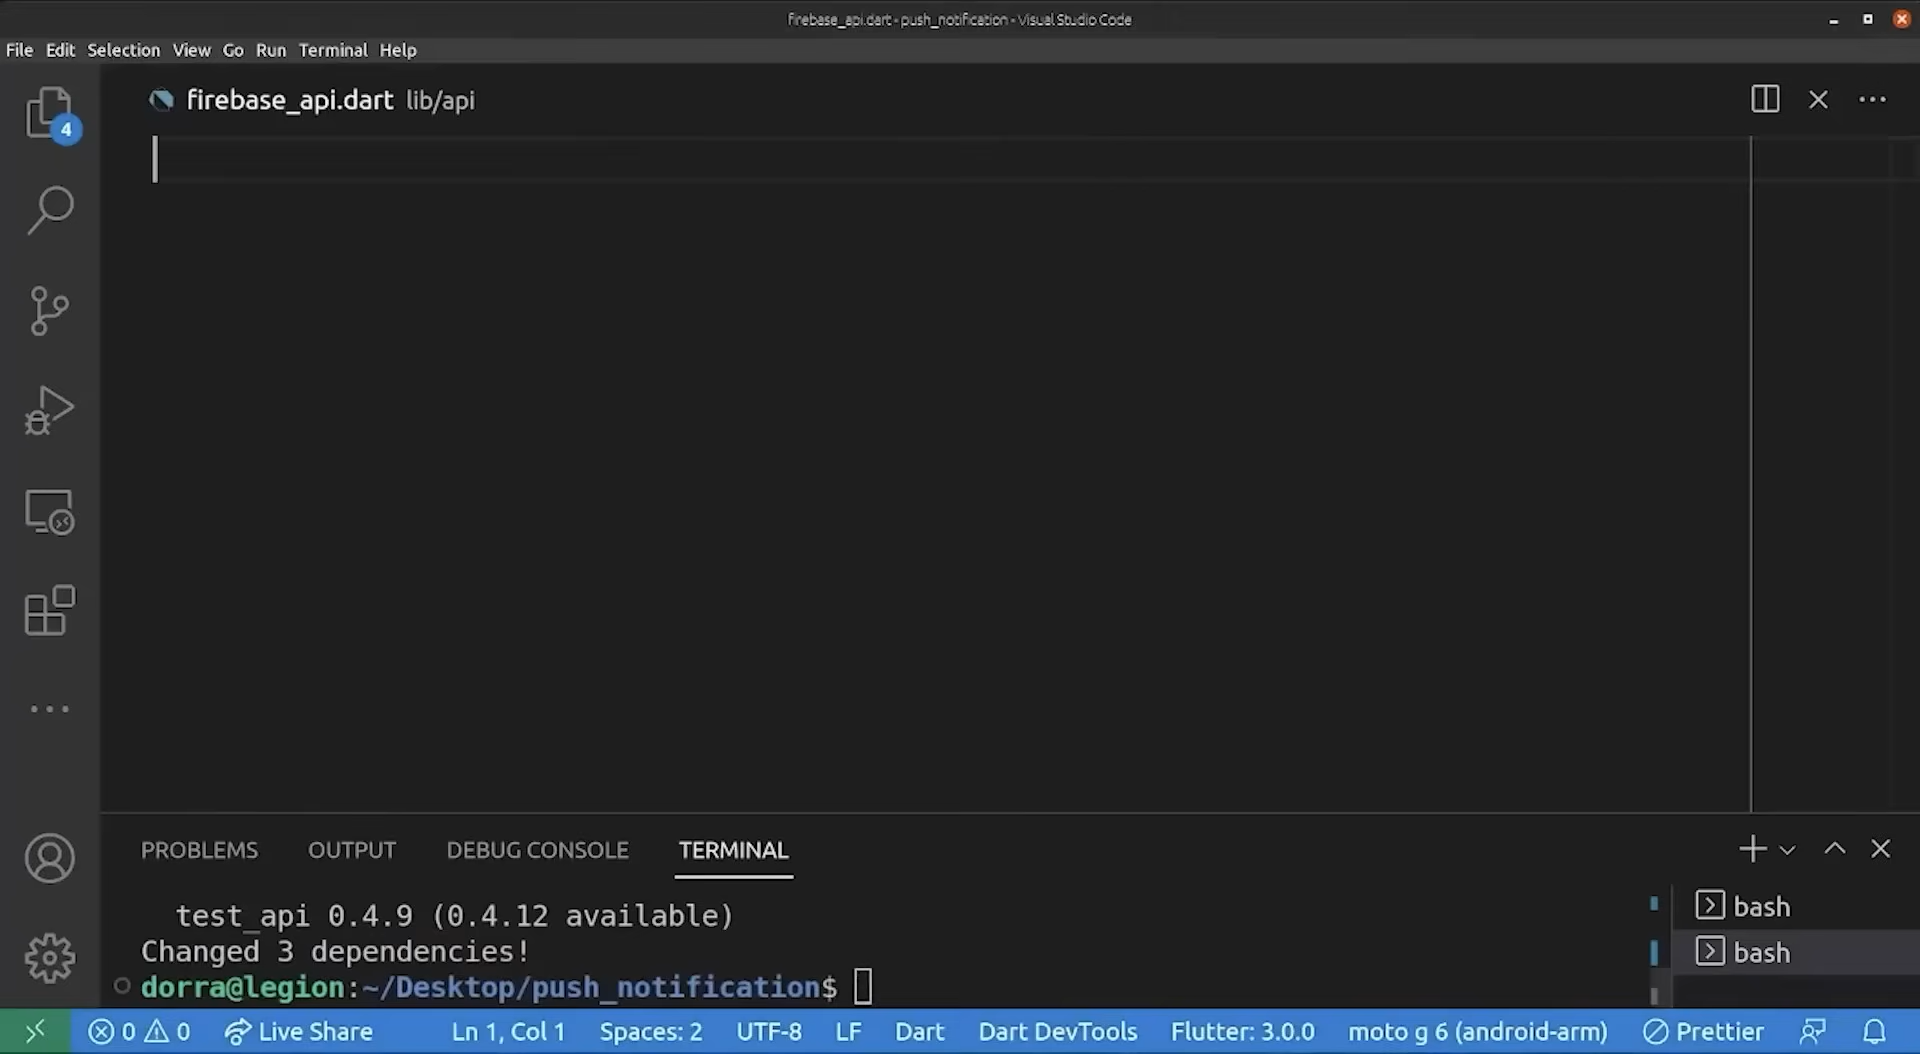 firebase_api.dart - push_notification - Visual Studio Code
File Edit Selection View Go Run Terminal Help
firebase_api.dart lib/api
4
PROBLEMS OUTPUT DEBUG CONSOLE TERMINAL
test_api 0.4.9 (0.4.12 available)
Changed 3 dependencies!
dorra@legion:~/Desktop/push_notification$
bash
bash
0 0 Live Share Ln 1, Col 1 Spaces: 2 UTF-8 LF Dart Dart DevTools Flutter: 3.0.0 moto g 6 (android-arm) Prettier